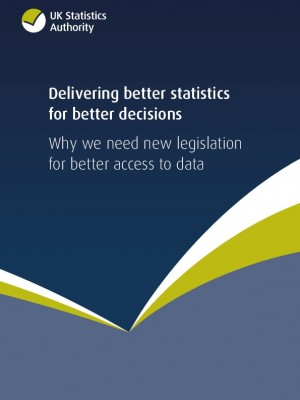 UK Statistics
Authority
Delivering better statistics
for better decisions
Why we need new legislation
for better access to data